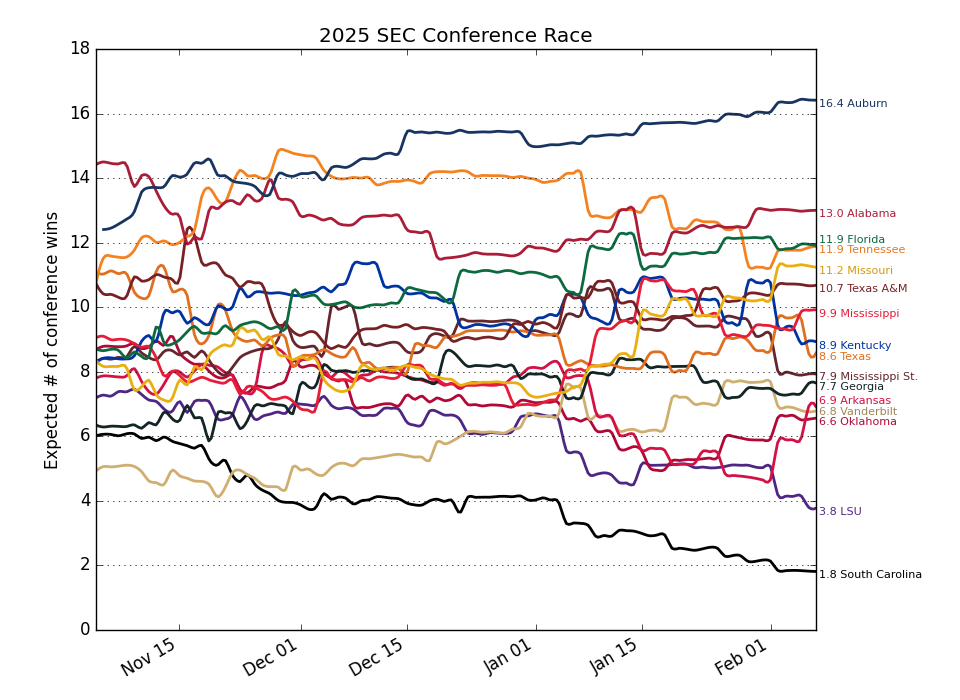 2025 SEC Conference Race
Expected # of conference wins
18
16
14
12
10
8
6
4
2
0
Nov 15
Dec 01
Dec 15
Jan 01
Jan 15
Feb 01
16.4 Auburn
13.0 Alabama
11.9 Florida
11.9 Tennessee
11.2 Missouri
10.7 Texas A&M
9.9 Mississippi
8.9 Kentucky
8.6 Texas
7.9 Mississippi St.
7.7 Georgia
6.9 Arkansas
6.8 Vanderbilt
6.6 Oklahoma
3.8 LSU
1.8 South Carolina